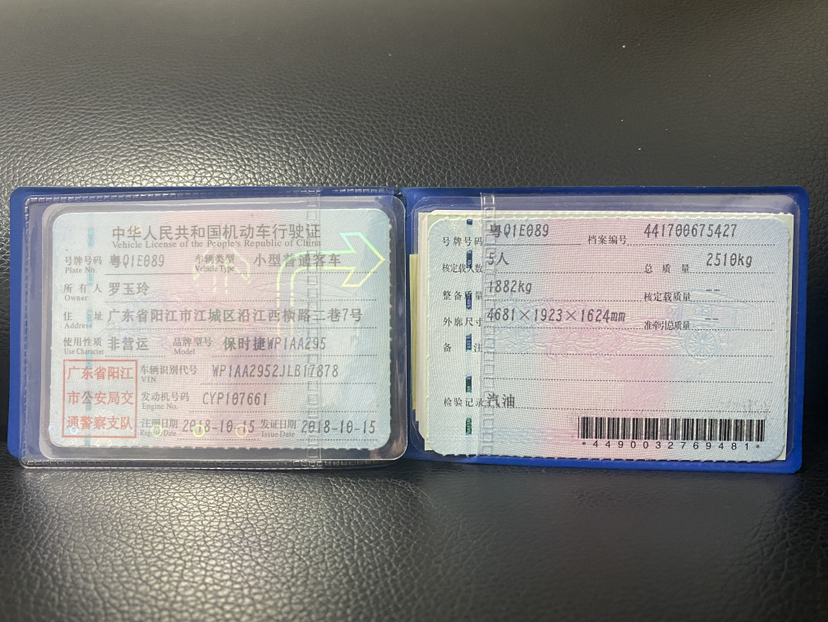 中华人民共和国机动车行驶证
Vehicle License of the People's Republic of China
号牌号码 粤Q1E089 车辆类型 小型普通客车
Plate No. Vehicle Type
所有人 罗玉玲
Owner
住址 广东省阳江市江城区沿江西横路二巷7号
Address
使用性质 非营运 品牌型号 保时捷WP1AA295
Use Character Model
广东省阳江
市公安局交
通警察支队
车辆识别代号 WP1AA2952JLB17878
VIN
发动机号码 CYP107661
Engine No.
注册日期 2018-10-15 发证日期 2018-10-15
Register Date Issue Date
号牌号码 粤Q1E089 档案编号 441700675427
核定载人数 5人 总质量 2510kg
整备质量 1882kg 核定载质量 --
外廓尺寸 4681×1923×1624mm 准牵引总质量 --
备注
检验记录 汽油
*4490032769481*